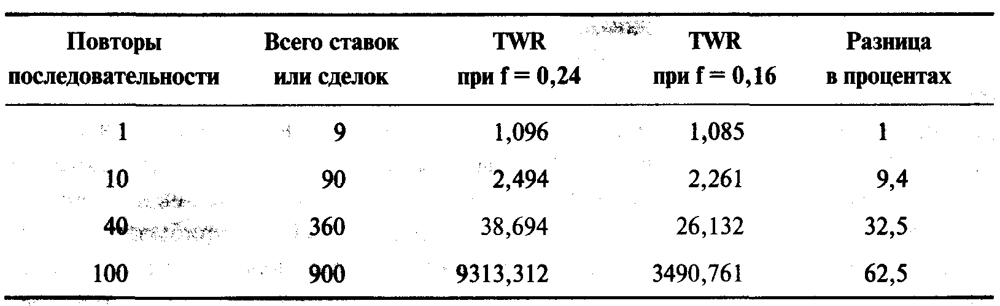 Повторы последовательности Всего ставок или сделок TWR при f = 0,24 TWR при f = 0,16 Разница в процентах
1 9 1,096 1,085 1
10 90 2,494 2,261 9,4
40 360 38,694 26,132 32,5
100 900 9313,312 3490,761 62,5